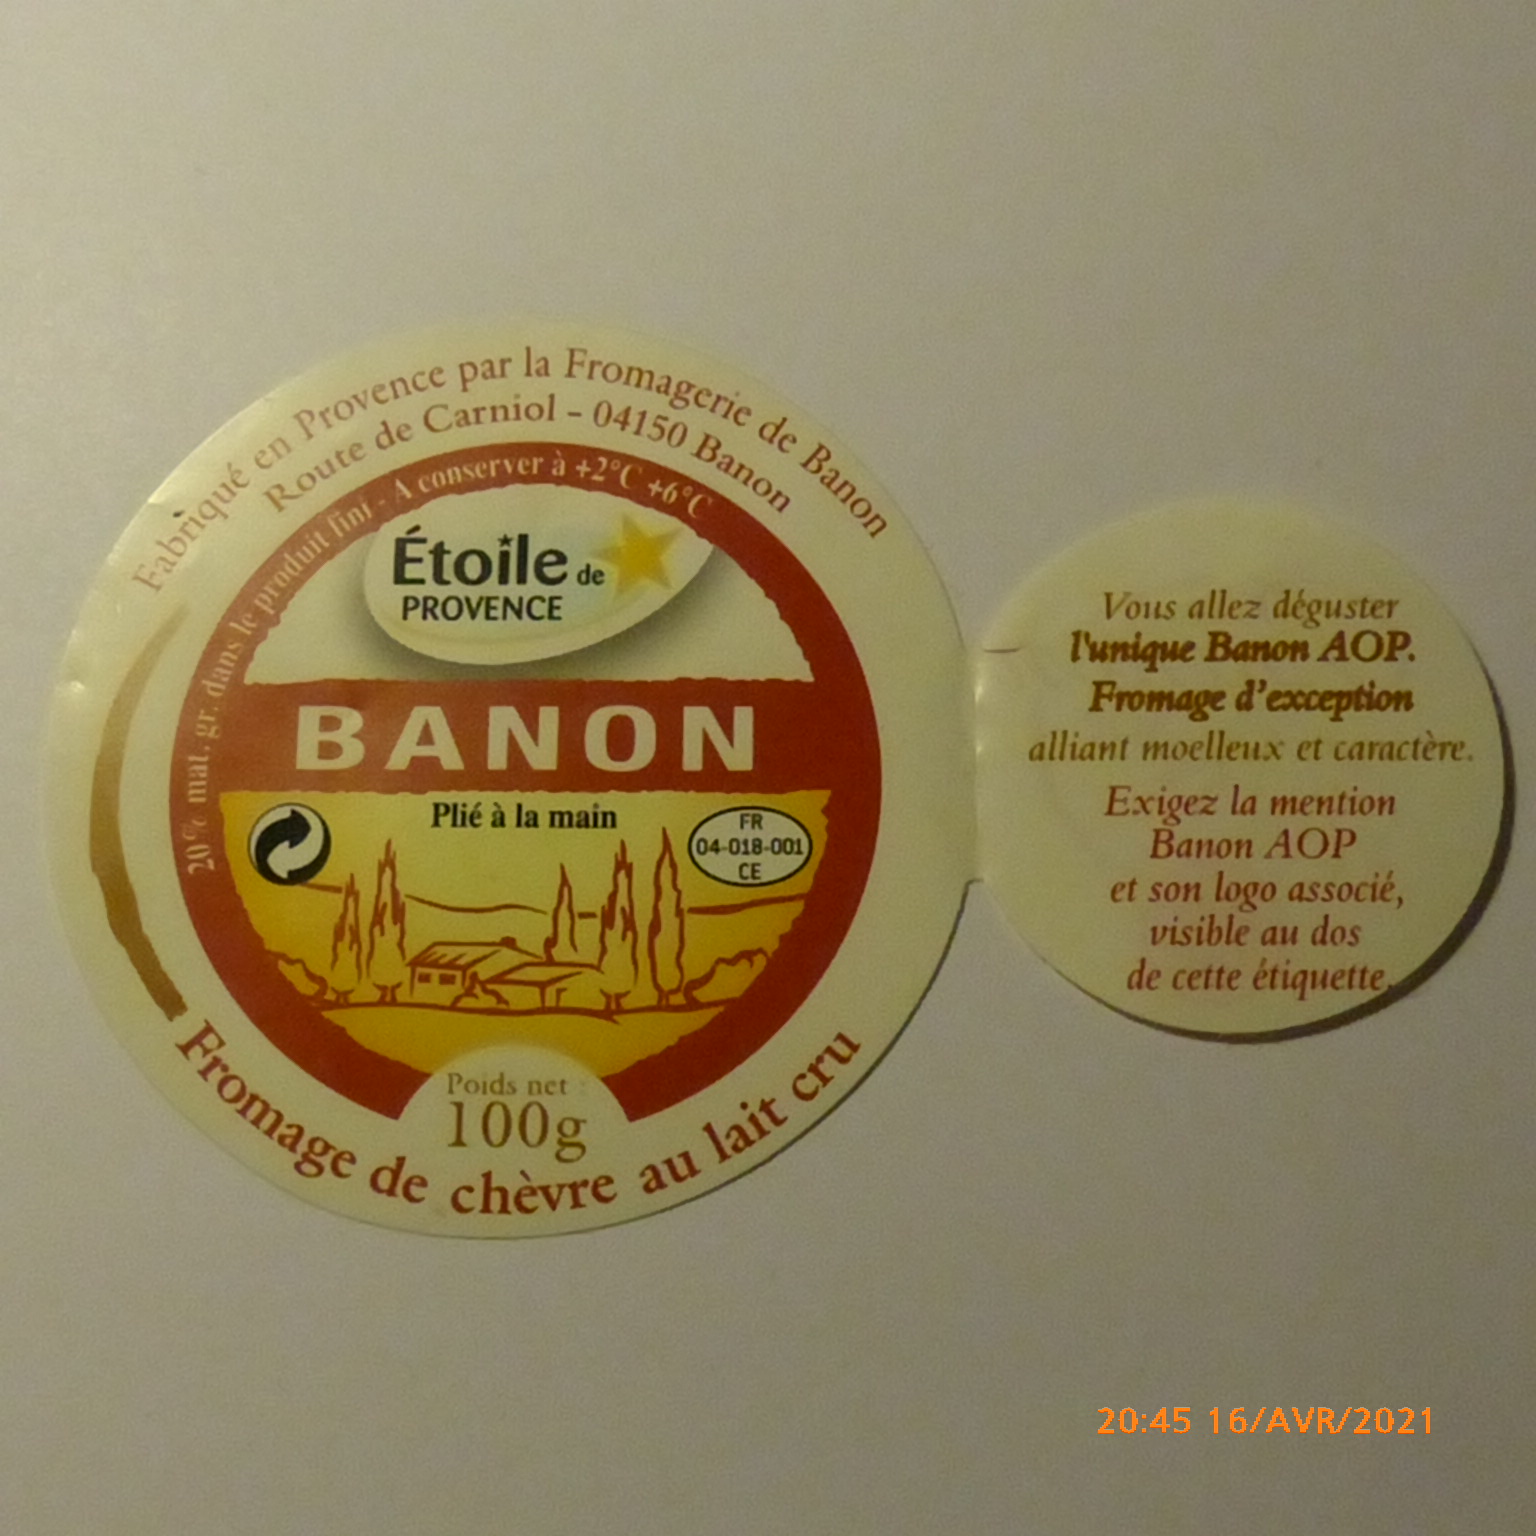 Fabriqué en Provence par la Fromagerie de Banon
Route de Carniol - 04150 Banon
20% mat. gr. dans le produit fini - A conserver à +2°C +6°C
Étoile de
PROVENCE
BANON
Plié à la main
FR
04-018-001
CE
Poids net :
100g
Fromage de chèvre au lait cru
Vous allez déguster
l'unique Banon AOP.
Fromage d'exception
alliant moelleux et caractère.
Exigez la mention
Banon AOP
et son logo associé,
visible au dos
de cette étiquette.
20:45 16/AVR/2021